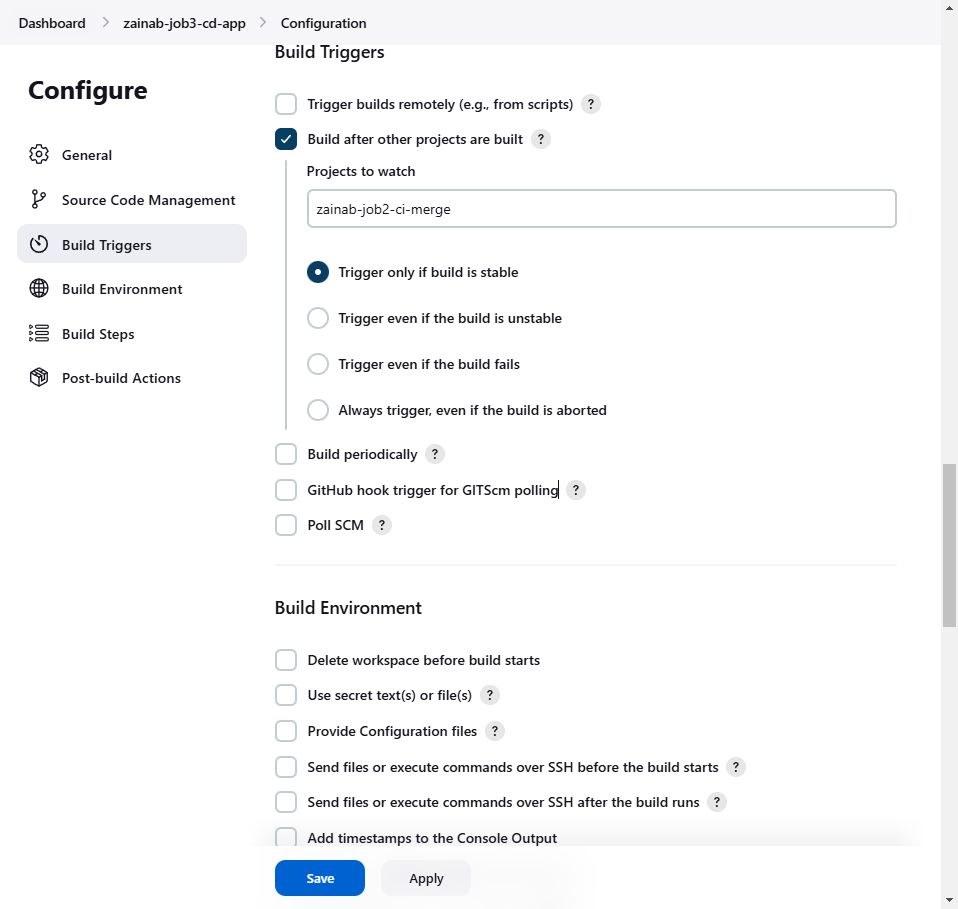 Dashboard > zainab-job3-cd-app > Configuration
Configure
General
Source Code Management
Build Triggers
Build Environment
Build Steps
Post-build Actions
Build Triggers
Trigger builds remotely (e.g., from scripts) ?
Build after other projects are built ?
Projects to watch
zainab-job2-ci-merge
Trigger only if build is stable
Trigger even if the build is unstable
Trigger even if the build fails
Always trigger, even if the build is aborted
Build periodically ?
GitHub hook trigger for GITScm polling ?
Poll SCM ?
Build Environment
Delete workspace before build starts
Use secret text(s) or file(s) ?
Provide Configuration files ?
Send files or execute commands over SSH before the build starts ?
Send files or execute commands over SSH after the build runs ?
Add timestamps to the Console Output
Save Apply